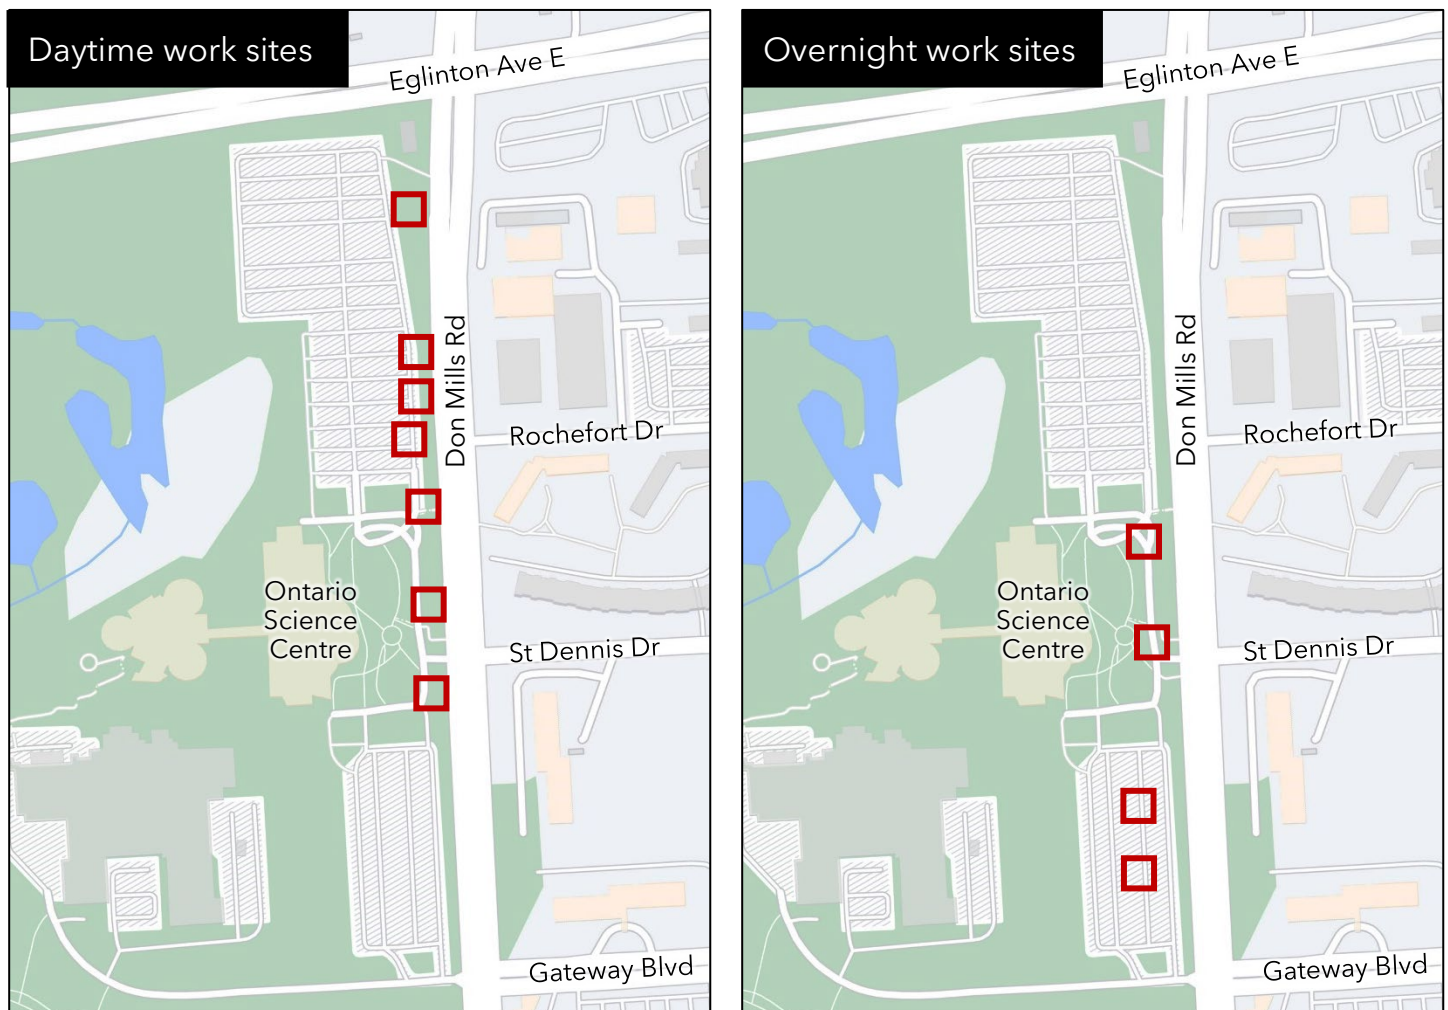 Daytime work sites
Eglinton Ave E
Don Mills Rd
Rochefort Dr
Ontario
Science
Centre
St Dennis Dr
Gateway Blvd
Overnight work sites
Eglinton Ave E
Don Mills Rd
Rochefort Dr
Ontario
Science
Centre
St Dennis Dr
Gateway Blvd